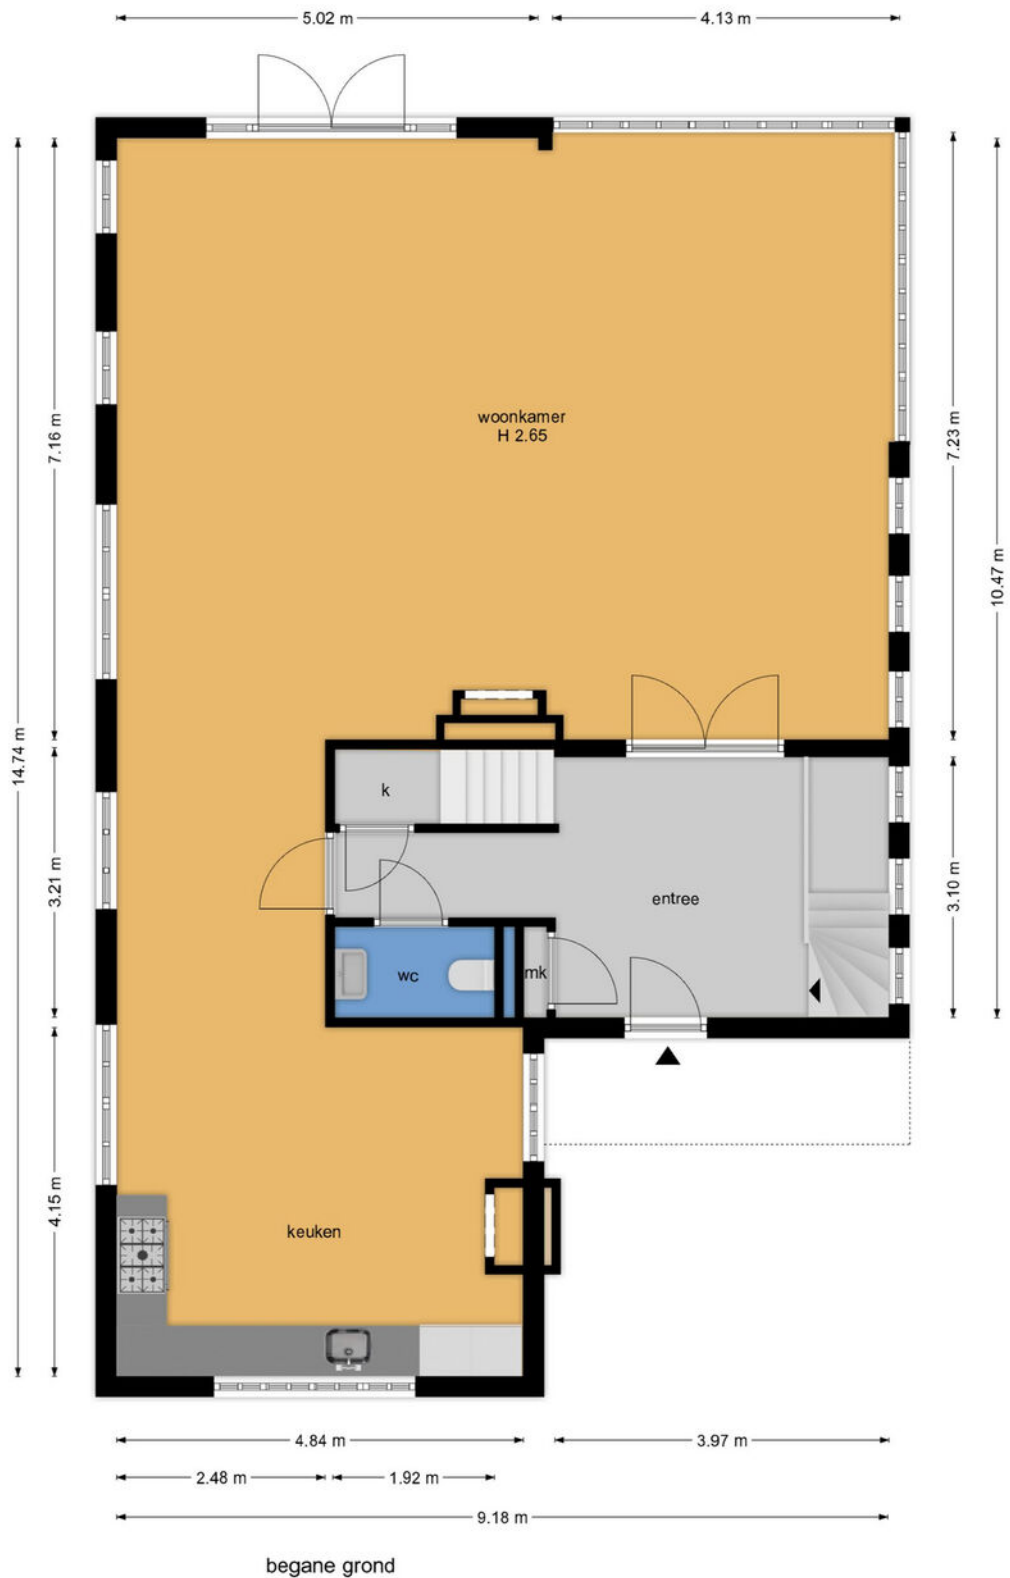 5.02 m
4.13 m
woonkamer
H 2.65
7.16 m
7.23 m
14.74 m
10.47 m
k
3.21 m
3.10 m
entree
wc
mk
4.15 m
keuken
4.84 m
3.97 m
2.48 m
1.92 m
9.18 m
begane grond